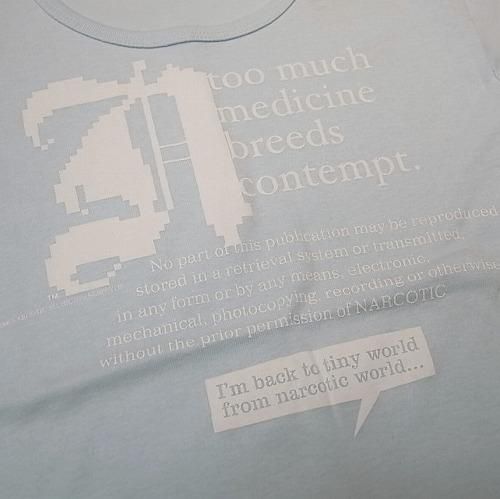 A too much
medicine
breeds
contempt.
No part of this publication may be reproduced
stored in a retrieval system or transmitted,
in any form or by any means, electronic,
mechanical, photocopying, recording or otherwise
without the prior permission of NARCOTIC
TM
I'm back to tiny world
from narcotic world...